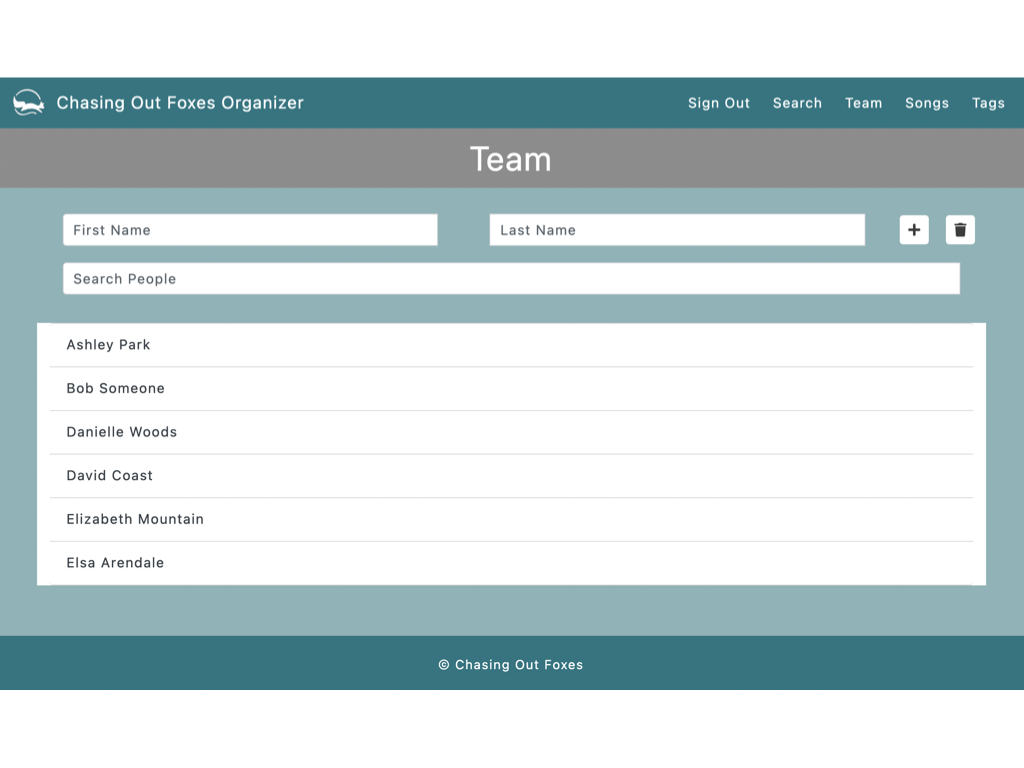 Chasing Out Foxes Organizer Sign Out Search Team Songs Tags
Team
First Name Last Name
Search People
Ashley Park
Bob Someone
Danielle Woods
David Coast
Elizabeth Mountain
Elsa Arendale
© Chasing Out Foxes